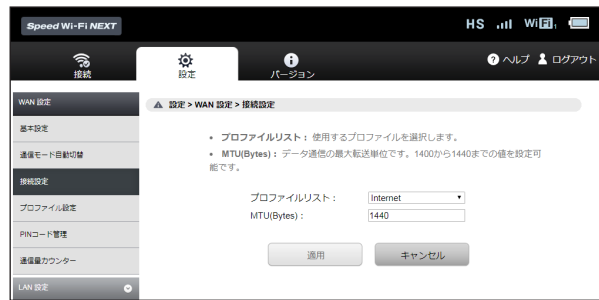 Speed Wi-Fi NEXT
HS WiFi 1
接続
設定
バージョン
ヘルプ ログアウト
WAN 設定
設定 > WAN 設定 > 接続設定
基本設定
通信モード自動切替
接続設定
プロファイル設定
PINコード管理
通信量カウンター
LAN 設定
• プロファイルリスト： 使用するプロファイルを選択します。
• MTU(Bytes)： データ通信の最大転送単位です。1400から1440までの値を設定可
能です。
プロファイルリスト： Internet
MTU(Bytes)： 1440
適用 キャンセル